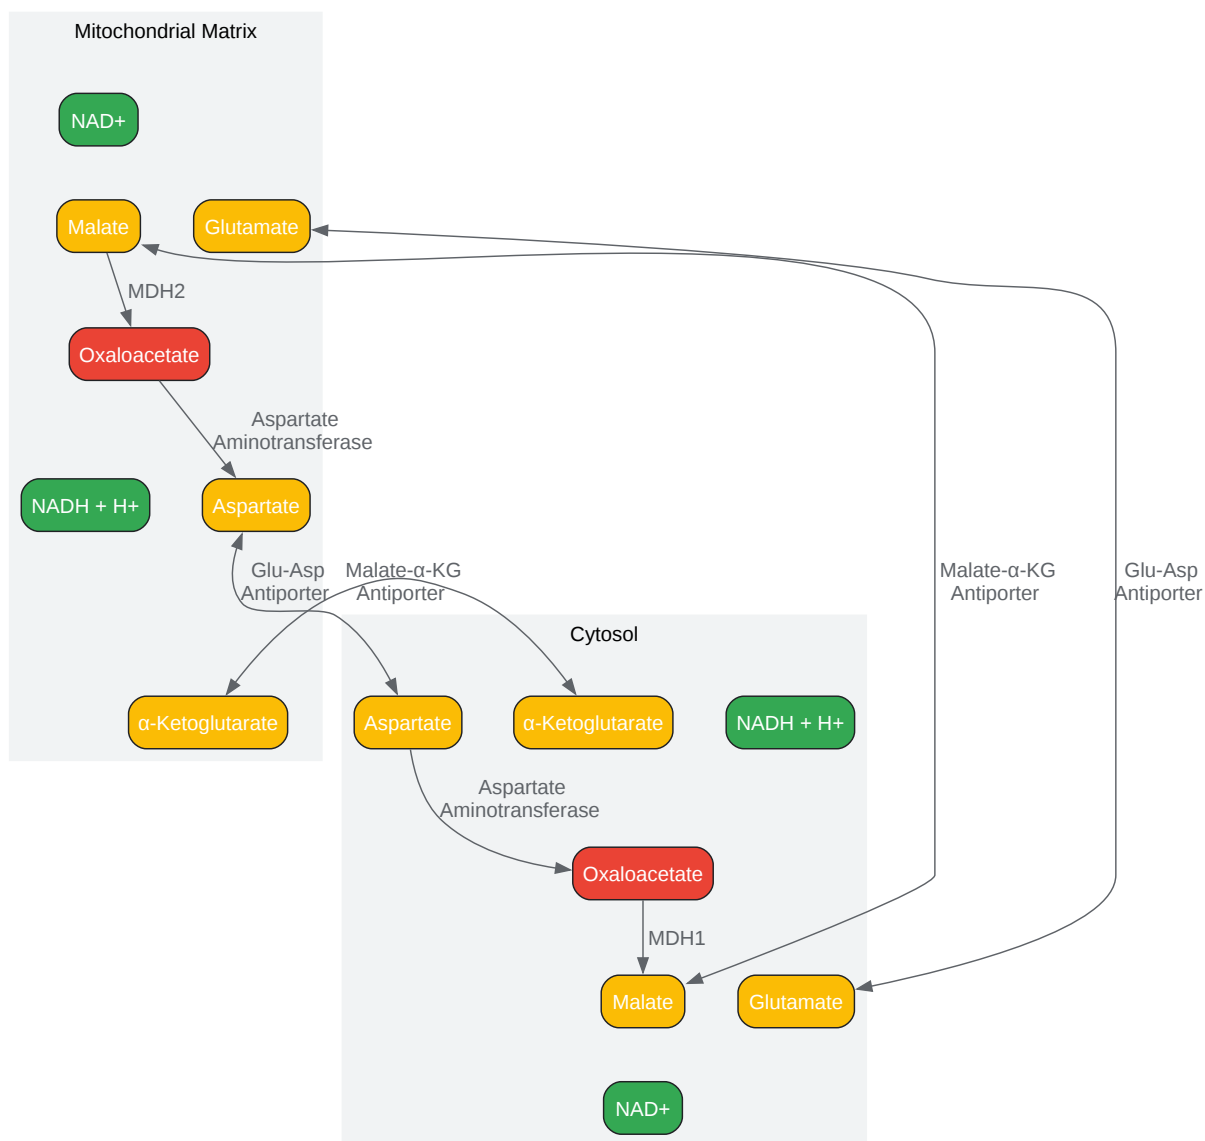 Mitochondrial Matrix
NAD+
Malate
Glutamate
MDH2
Oxaloacetate
Aspartate
Aminotransferase
NADH + H+
Aspartate
Glu-Asp
Antiporter
Malate-α-KG
Antiporter
Malate-α-KG
Antiporter
Glu-Asp
Antiporter
Cytosol
α-Ketoglutarate
Aspartate
α-Ketoglutarate
NADH + H+
Aspartate
Aminotransferase
Oxaloacetate
MDH1
Malate
Glutamate
NAD+